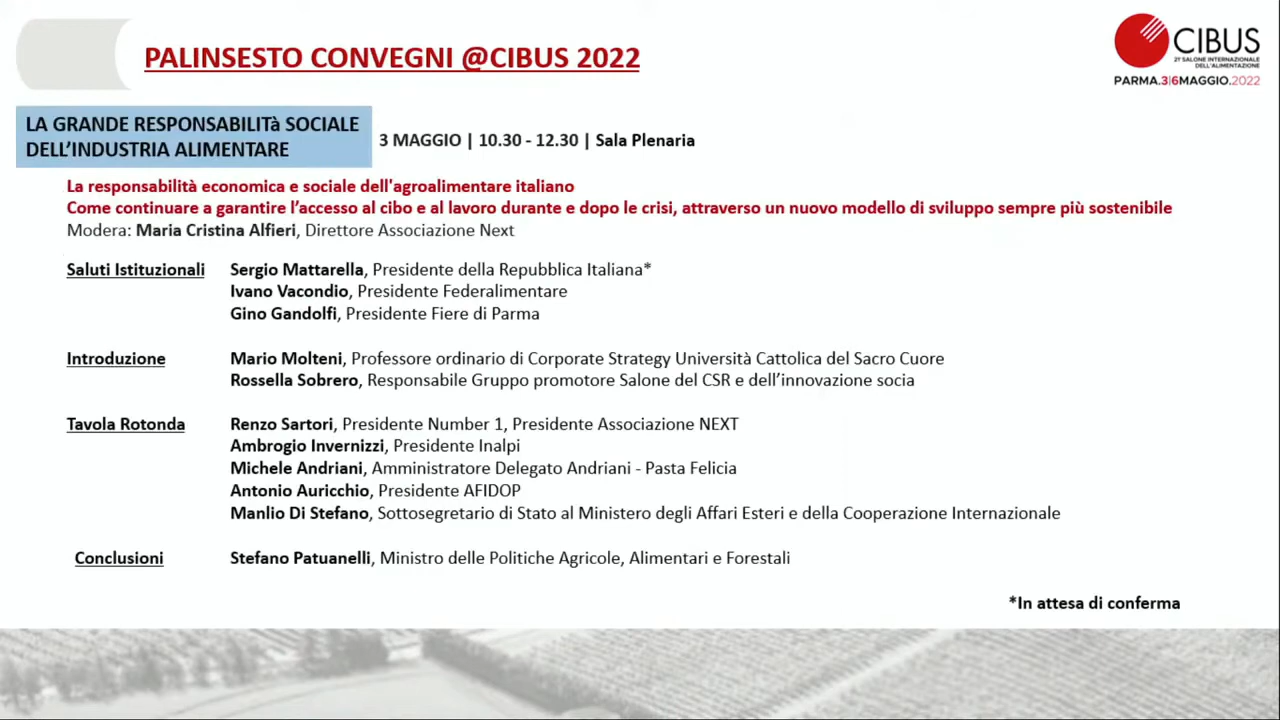 PALINSESTO CONVEGNI @CIBUS 2022
CIBUS
21° SALONE INTERNAZIONALE
DELL'ALIMENTAZIONE
PARMA.3|6MAGGIO.2022
LA GRANDE RESPONSABILITà SOCIALE
DELL'INDUSTRIA ALIMENTARE
3 MAGGIO | 10.30 - 12.30 | Sala Plenaria
La responsabilità economica e sociale dell'agroalimentare italiano
Come continuare a garantire l'accesso al cibo e al lavoro durante e dopo le crisi, attraverso un nuovo modello di sviluppo sempre più sostenibile
Modera: Maria Cristina Alfieri, Direttore Associazione Next
Saluti Istituzionali Sergio Mattarella, Presidente della Repubblica Italiana*
Ivano Vacondio, Presidente Federalimentare
Gino Gandolfi, Presidente Fiere di Parma
Introduzione Mario Molteni, Professore ordinario di Corporate Strategy Università Cattolica del Sacro Cuore
Rossella Sobrero, Responsabile Gruppo promotore Salone del CSR e dell'innovazione socia
Tavola Rotonda Renzo Sartori, Presidente Number 1, Presidente Associazione NEXT
Ambrogio Invernizzi, Presidente Inalpi
Michele Andriani, Amministratore Delegato Andriani - Pasta Felicia
Antonio Auricchio, Presidente AFIDOP
Manlio Di Stefano, Sottosegretario di Stato al Ministero degli Affari Esteri e della Cooperazione Internazionale
Conclusioni Stefano Patuanelli, Ministro delle Politiche Agricole, Alimentari e Forestali
*In attesa di conferma